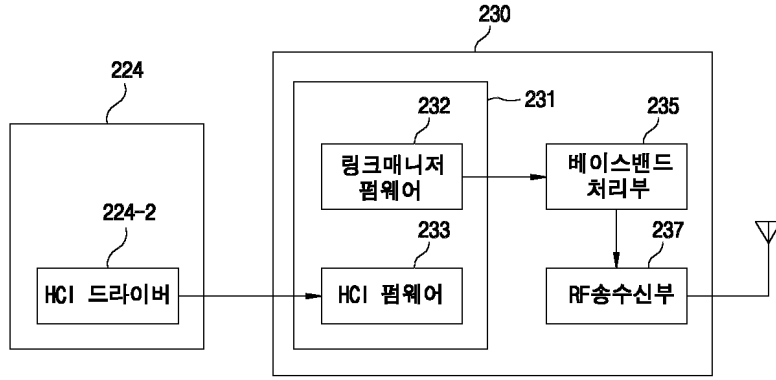 230
224
231
232
235
링크매니저
펌웨어
베이스밴드
처리부
224-2
233
237
HCI 드라이버
HCI 펌웨어
RF송수신부